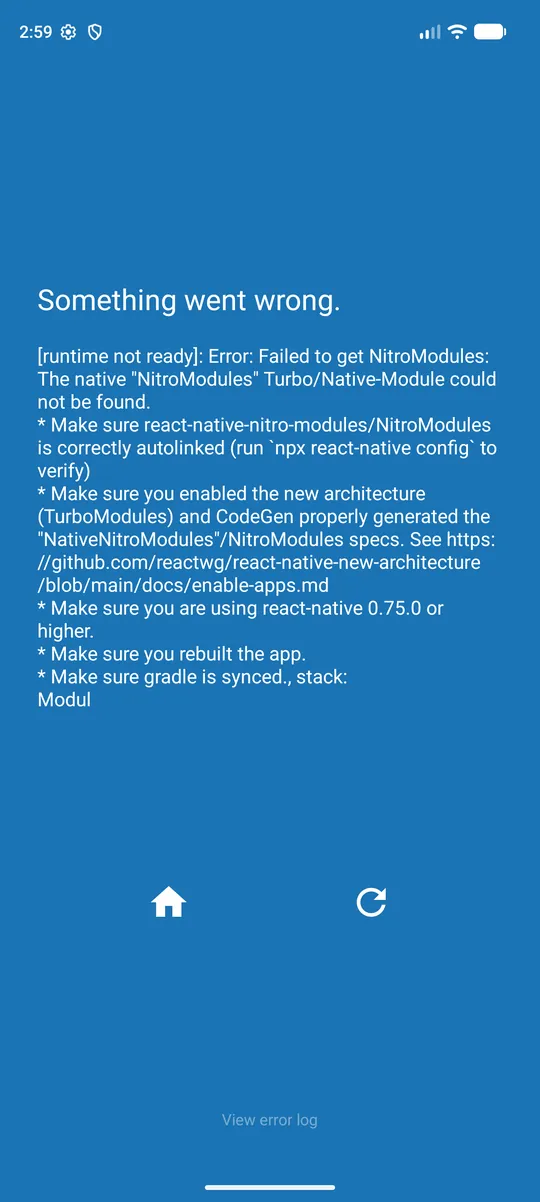 2:59
Something went wrong.
[runtime not ready]: Error: Failed to get NitroModules:
The native "NitroModules" Turbo/Native-Module could
not be found.
* Make sure react-native-nitro-modules/NitroModules
is correctly autolinked (run `npx react-native config` to
verify)
* Make sure you enabled the new architecture
(TurboModules) and CodeGen properly generated the
"NativeNitroModules"/NitroModules specs. See https:
//github.com/reactwg/react-native-new-architecture
/blob/main/docs/enable-apps.md
* Make sure you are using react-native 0.75.0 or
higher.
* Make sure you rebuilt the app.
* Make sure gradle is synced., stack:
Modul
View error log